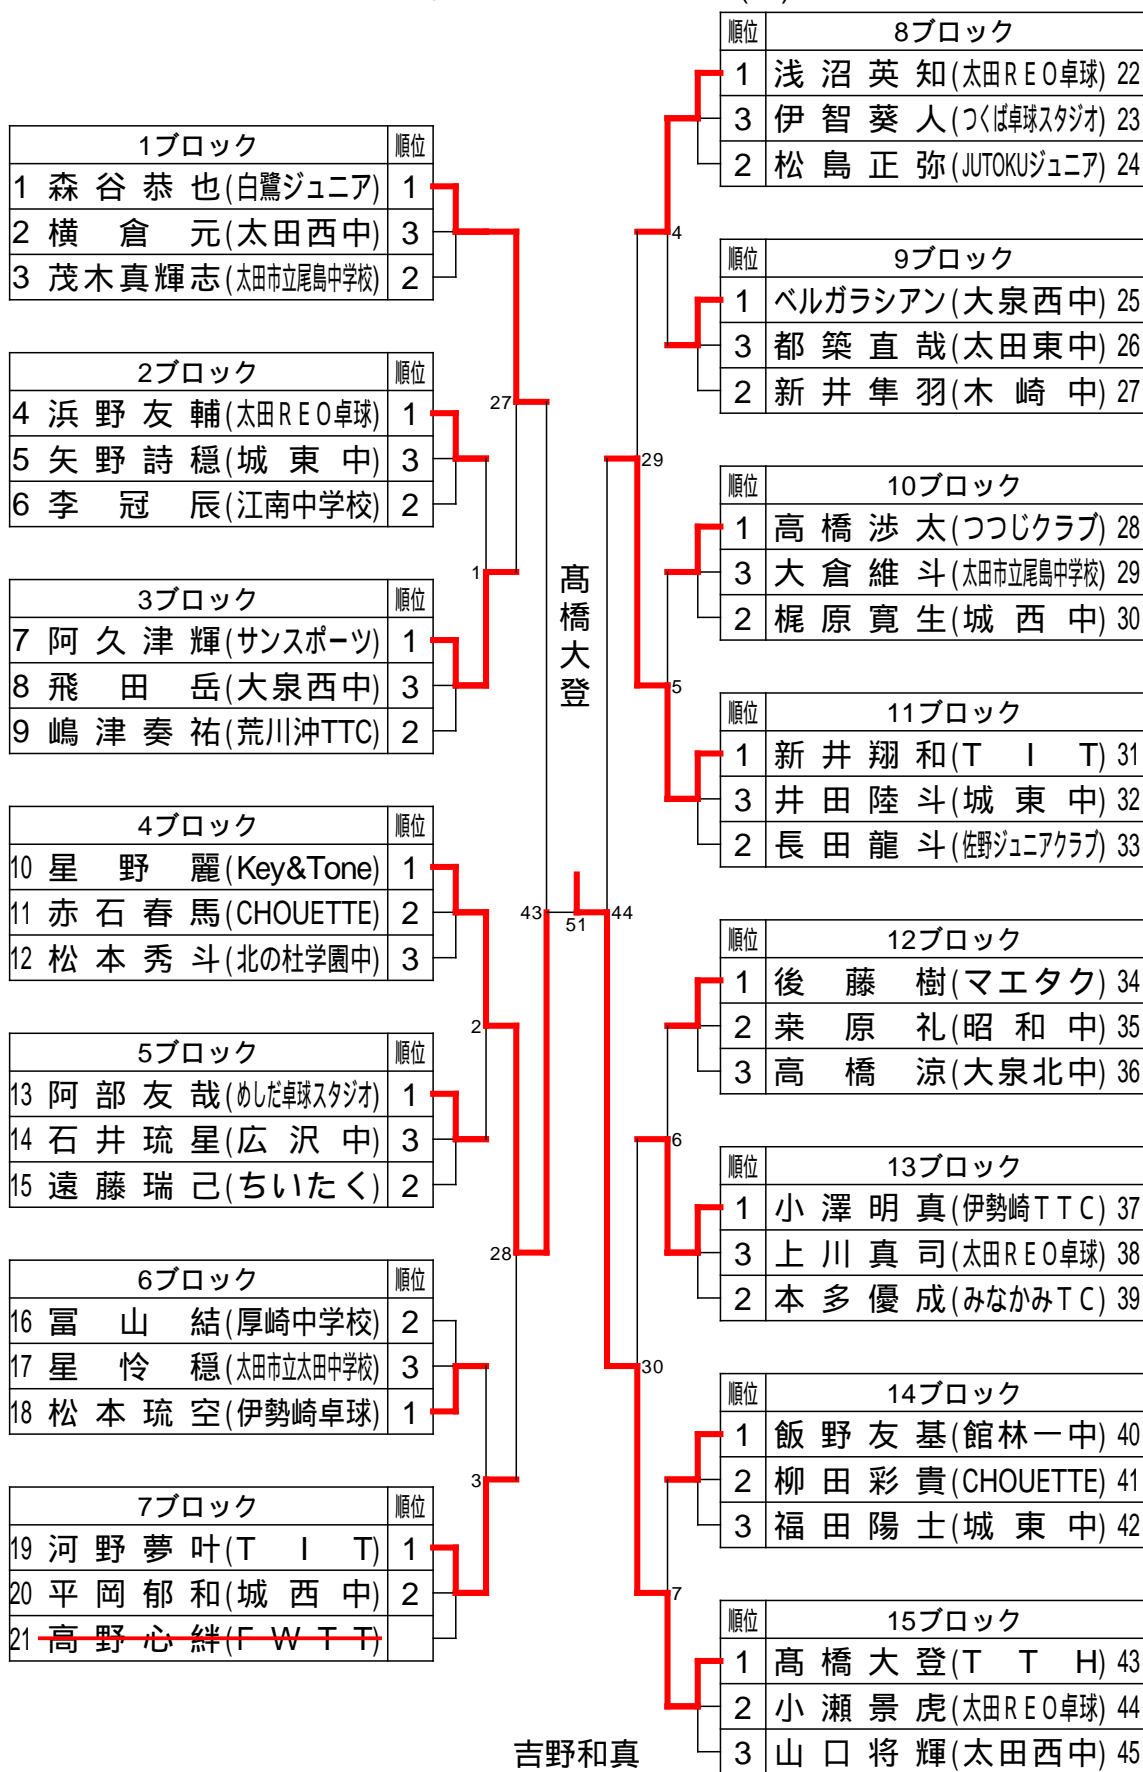 1ブロック 順位
1 森谷恭也(白鷺ジュニア) 1
2 横倉元(太田西中) 3
3 茂木真輝志(太田市立尾島中学校) 2
2ブロック 順位
4 浜野友輔(太田REO卓球) 1
5 矢野詩穏(城東中) 3
6 李冠辰(江南中学校) 2
3ブロック 順位
7 阿久津輝(サンスポーツ) 1
8 飛田岳(大泉西中) 3
9 嶋津奏祐(荒川沖TTC) 2
4ブロック 順位
10 星野麗(Key&Tone) 1
11 赤石春馬(CHOUETTE) 2
12 松本秀斗(北の杜学園中) 3
5ブロック 順位
13 阿部友哉(めしだ卓球スタジオ) 1
14 石井琉星(広沢中) 3
15 遠藤瑞己(ちいたく) 2
6ブロック 順位
16 冨山結(厚崎中学校) 2
17 星怜穏(太田市立太田中学校) 3
18 松本琉空(伊勢崎卓球) 1
7ブロック 順位
19 河野夢叶(TIT) 1
20 平岡郁和(城西中) 2
21 高野心絆(FWTT)
27
1
2
28
3
43
51
44
髙橋大登
吉野和真
4
29
5
6
30
7
順位 8ブロック
1 浅沼英知(太田REO卓球) 22
3 伊智葵人(つくば卓球スタジオ) 23
2 松島正弥(JUTOKUジュニア) 24
順位 9ブロック
1 ベルガラシアン(大泉西中) 25
3 都築直哉(太田東中) 26
2 新井隼羽(木崎中) 27
順位 10ブロック
1 高橋渉太(つつじクラブ) 28
3 大倉維斗(太田市立尾島中学校) 29
2 梶原寛生(城西中) 30
順位 11ブロック
1 新井翔和(TIT) 31
3 井田陸斗(城東中) 32
2 長田龍斗(佐野ジュニアクラブ) 33
順位 12ブロック
1 後藤樹(マエタク) 34
2 桒原礼(昭和中) 35
3 高橋涼(大泉北中) 36
順位 13ブロック
1 小澤明真(伊勢崎TTC) 37
3 上川真司(太田REO卓球) 38
2 本多優成(みなかみTC) 39
順位 14ブロック
1 飯野友基(館林一中) 40
2 柳田彩貴(CHOUETTE) 41
3 福田陽士(城東中) 42
順位 15ブロック
1 髙橋大登(TTH) 43
2 小瀬景虎(太田REO卓球) 44
3 山口将輝(太田西中) 45